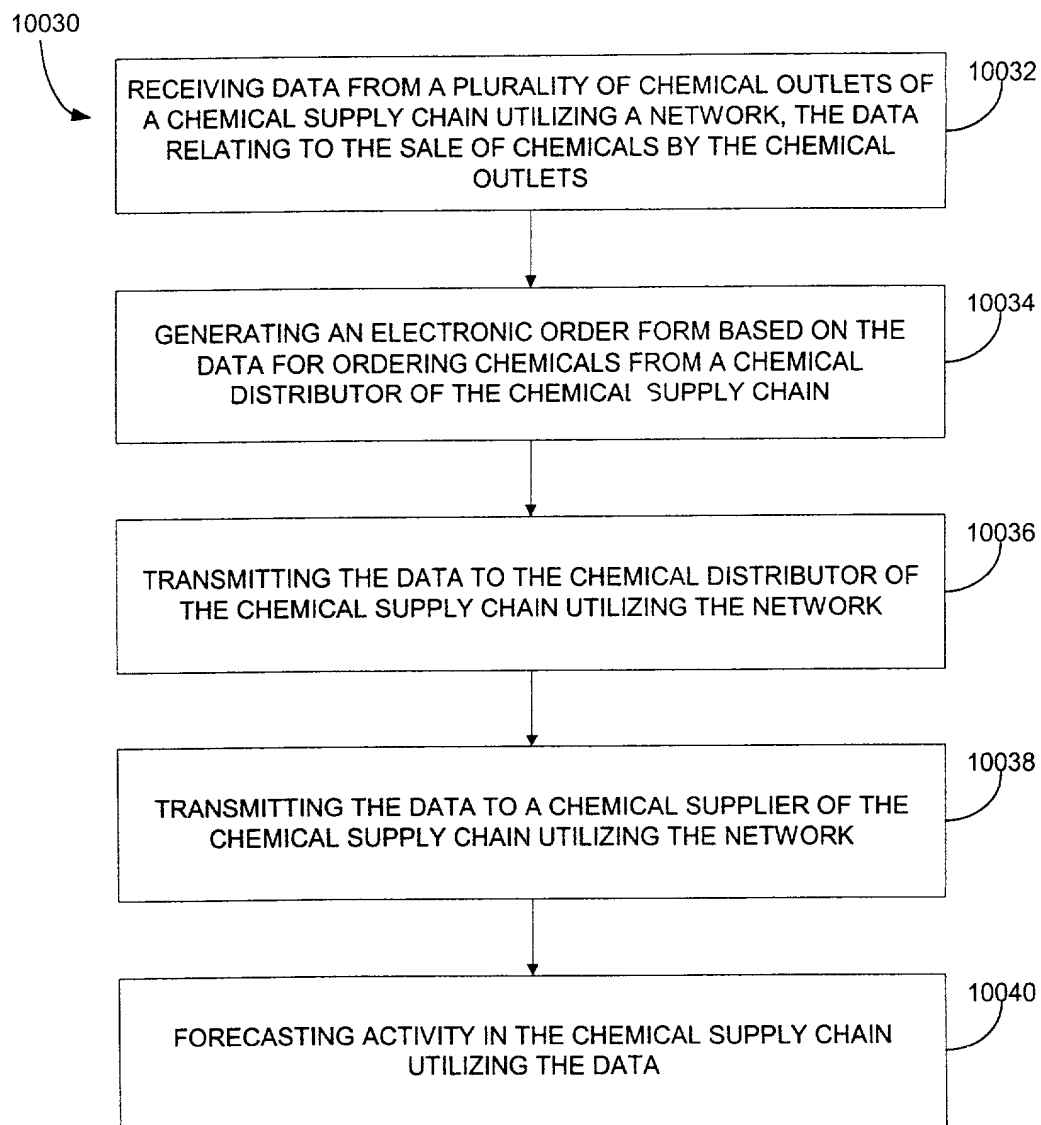 10030
10032
RECEIVING DATA FROM A PLURALITY OF CHEMICAL OUTLETS OF
A CHEMICAL SUPPLY CHAIN UTILIZING A NETWORK, THE DATA
RELATING TO THE SALE OF CHEMICALS BY THE CHEMICAL
OUTLETS
10034
GENERATING AN ELECTRONIC ORDER FORM BASED ON THE
DATA FOR ORDERING CHEMICALS FROM A CHEMICAL
DISTRIBUTOR OF THE CHEMICAL SUPPLY CHAIN
10036
TRANSMITTING THE DATA TO THE CHEMICAL DISTRIBUTOR OF
THE CHEMICAL SUPPLY CHAIN UTILIZING THE NETWORK
10038
TRANSMITTING THE DATA TO A CHEMICAL SUPPLIER OF THE
CHEMICAL SUPPLY CHAIN UTILIZING THE NETWORK
10040
FORECASTING ACTIVITY IN THE CHEMICAL SUPPLY CHAIN
UTILIZING THE DATA